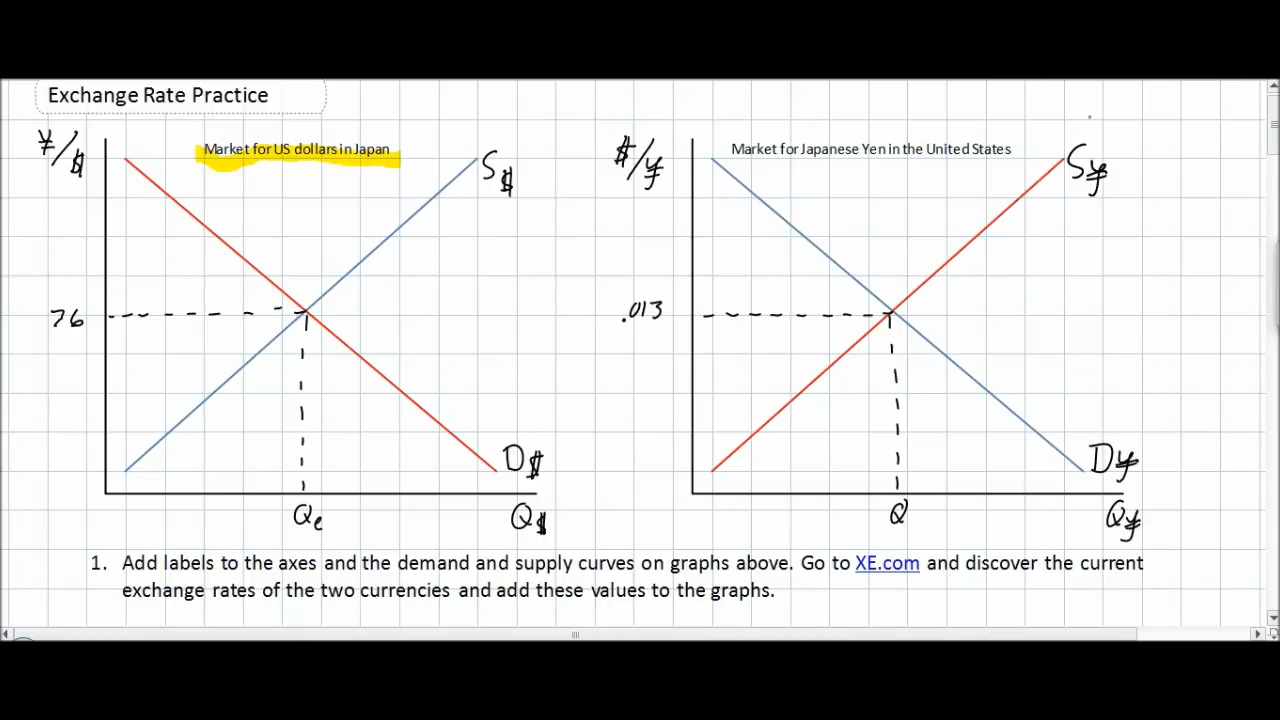 Exchange Rate Practice
¥/$
Market for US dollars in Japan
S$
$/¥
Market for Japanese Yen in the United States
S¥
76
.013
D$
D¥
Qe
Q$
Q
Q¥
1. Add labels to the axes and the demand and supply curves on graphs above. Go to XE.com and discover the current
exchange rates of the two currencies and add these values to the graphs.